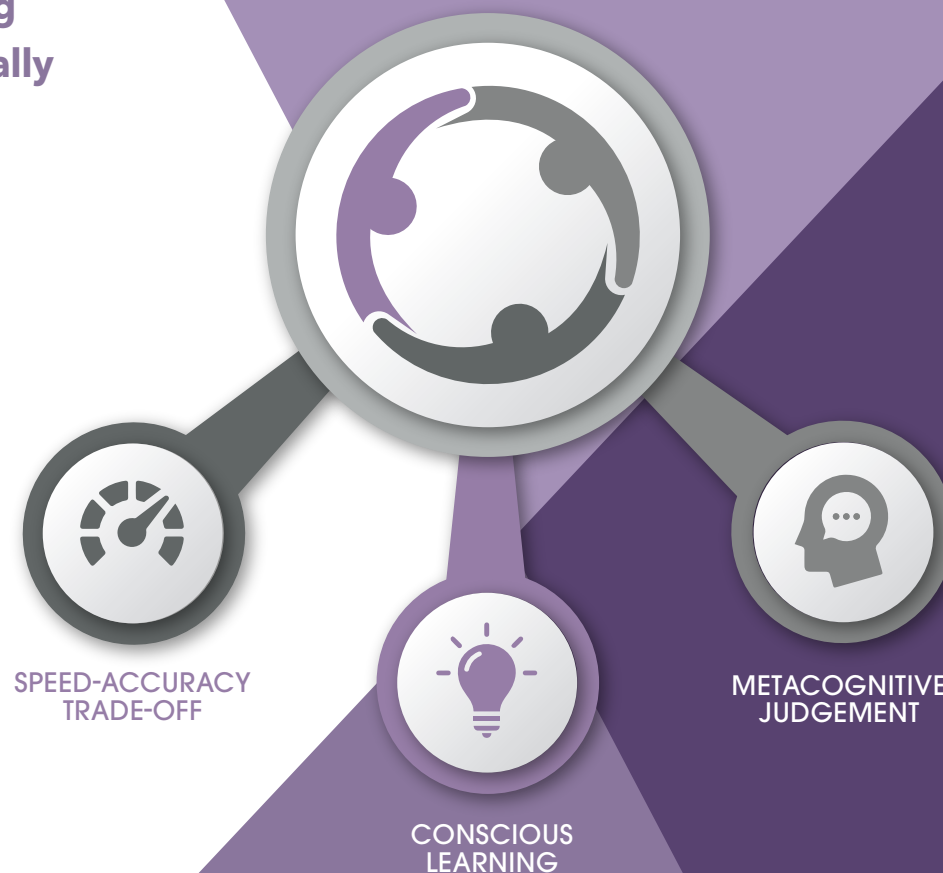 ally
SPEED-ACCURACY
TRADE-OFF
METACOGNITIVE
JUDGEMENT
CONSCIOUS
LEARNING